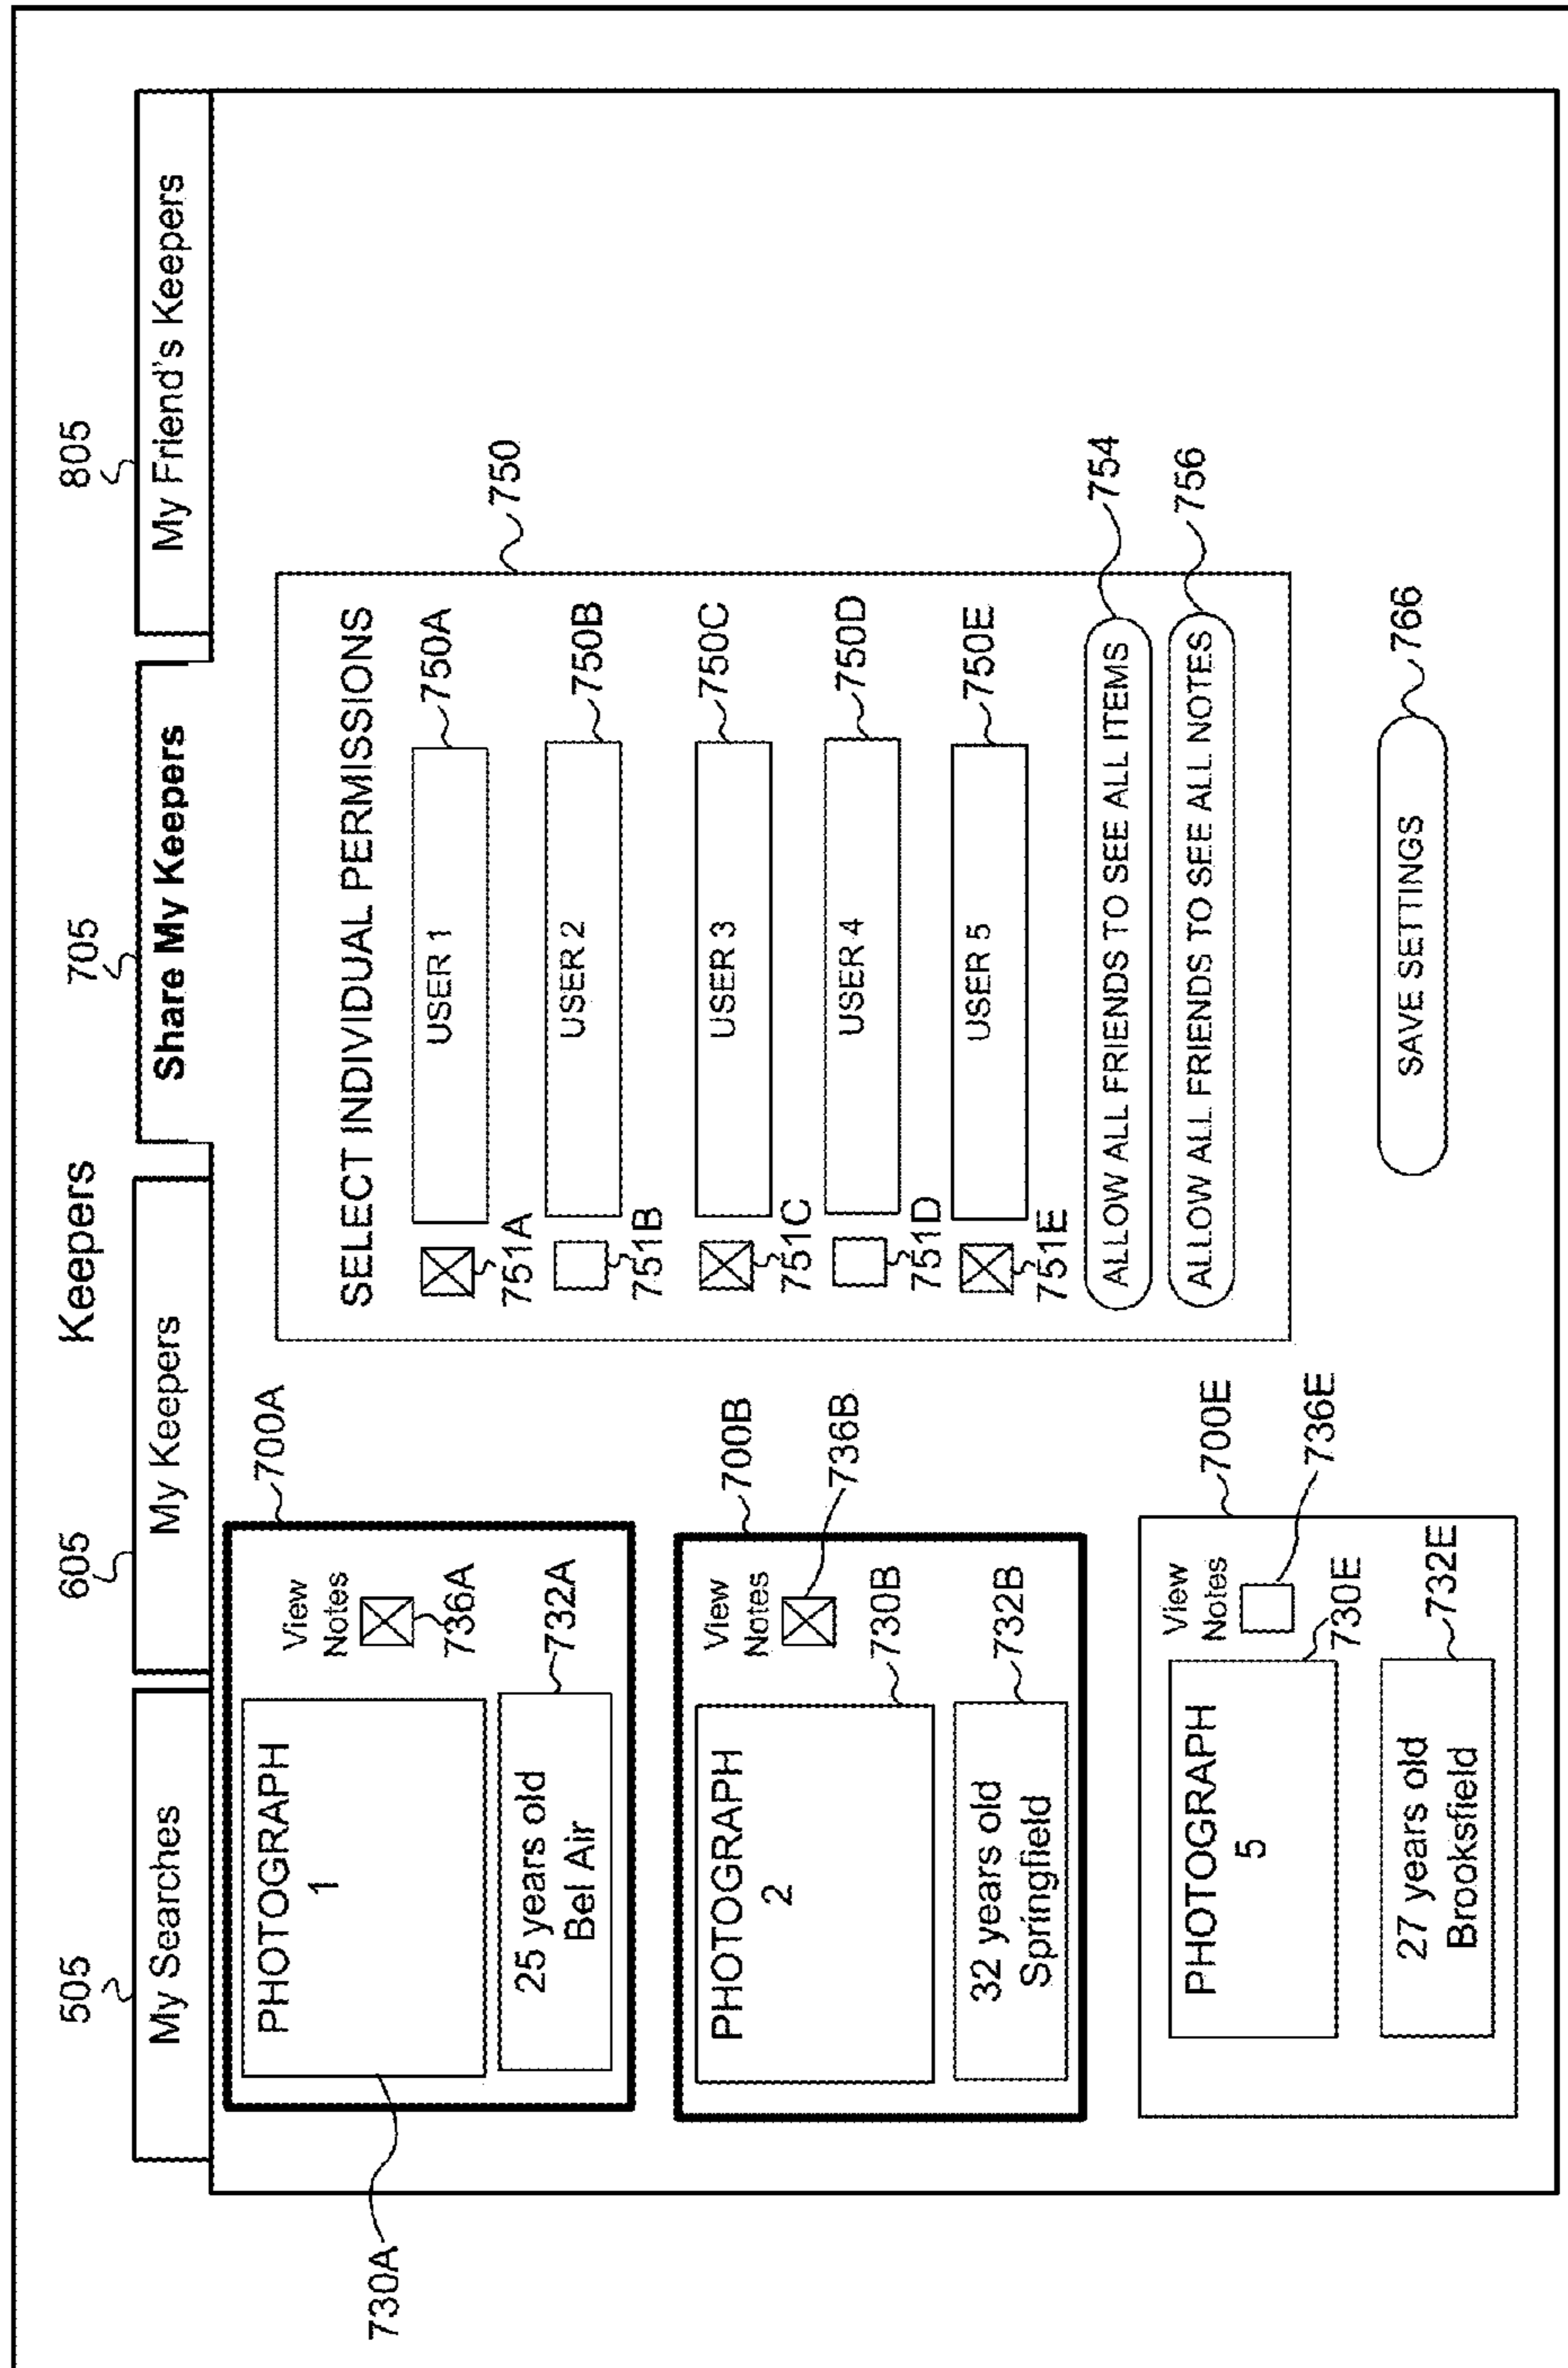 Keepers
505
605
705
805
My Searches
My Keepers
Share My Keepers
My Friend's Keepers
730A
700A
PHOTOGRAPH
1
View
Notes
736A
25 years old
Bel Air
732A
700B
PHOTOGRAPH
2
View
Notes
736B
730B
32 years old
Springfield
732B
700E
PHOTOGRAPH
5
View
Notes
736E
730E
27 years old
Brooksfield
732E
750
SELECT INDIVIDUAL PERMISSIONS
751A
USER 1
750A
751B
USER 2
750B
751C
USER 3
750C
751D
USER 4
750D
751E
USER 5
750E
ALLOW ALL FRIENDS TO SEE ALL ITEMS
754
ALLOW ALL FRIENDS TO SEE ALL NOTES
756
SAVE SETTINGS
766